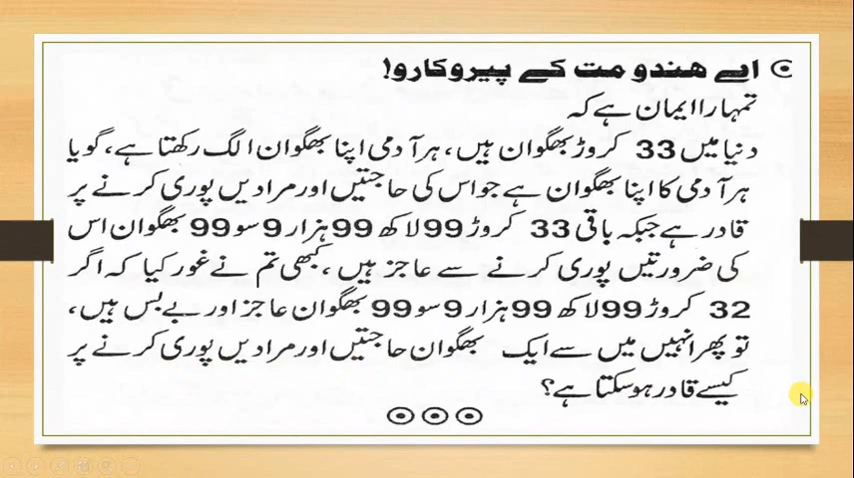 اے ھندو مت کے پیروکارو!
تمہارا ایمان ہے کہ
دنیا میں 33 کروڑ بھگوان ہیں، ہر آدمی اپنا بھگوان الگ رکھتا ہے، گویا
ہر آدمی کا اپنا بھگوان ہے جو اس کی حاجتیں اور مرادیں پوری کرنے پر
قادر ہے جبکہ باقی 33 کروڑ 99 لاکھ 99 ہزار 9 سو 99 بھگوان اس
کی ضرورتیں پوری کرنے سے عاجز ہیں، کبھی تم نے غور کیا کہ اگر
32 کروڑ 99 لاکھ 99 ہزار 9 سو 99 بھگوان عاجز اور بے بس ہیں،
تو پھر انہیں میں سے ایک بھگوان حاجتیں اور مرادیں پوری کرنے پر
کیسے قادر ہو سکتا ہے؟